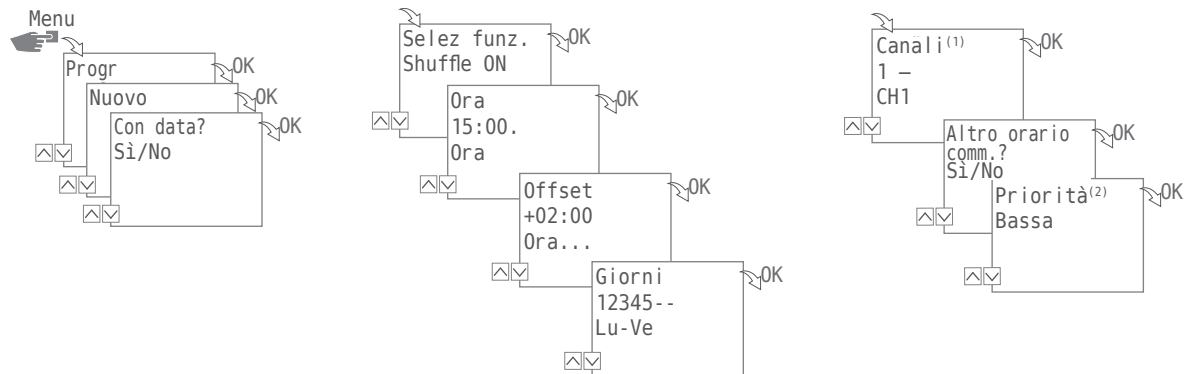 Menu
Progr
OK
Nuovo
OK
Con data?
Sì/No
OK
Selez funz.
Shuffle ON
OK
Ora
15:00.
Ora
OK
Offset
+02:00
Ora...
OK
Giorni
12345--
Lu-Ve
OK
Canali(1)
1 –
CH1
OK
Altro orario
comm.?
Sì/No
OK
Priorità(2)
Bassa
OK